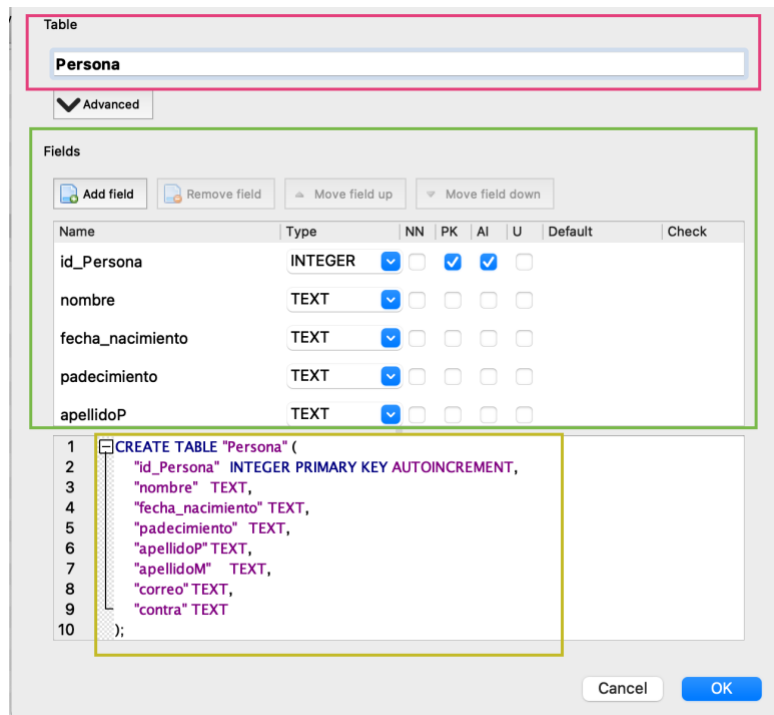 Table
Persona
Advanced
Fields
Add field Remove field Move field up Move field down
Name Type NN PK AI U Default Check
id_Persona INTEGER
nombre TEXT
fecha_nacimiento TEXT
padecimiento TEXT
apellidoP TEXT
1 CREATE TABLE "Persona" (
2 "id_Persona" INTEGER PRIMARY KEY AUTOINCREMENT,
3 "nombre" TEXT,
4 "fecha_nacimiento" TEXT,
5 "padecimiento" TEXT,
6 "apellidoP" TEXT,
7 "apellidoM" TEXT,
8 "correo" TEXT,
9 "contra" TEXT
10 );
Cancel OK